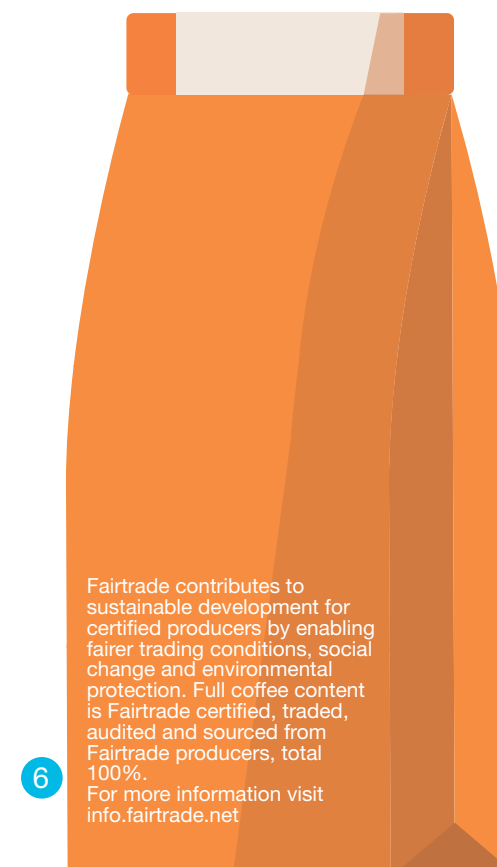 Fairtrade contributes to
sustainable development for
certified producers by enabling
fairer trading conditions, social
change and environmental
protection. Full coffee content
is Fairtrade certified, traded,
audited and sourced from
Fairtrade producers, total
100%.
For more information visit
info.fairtrade.net
6